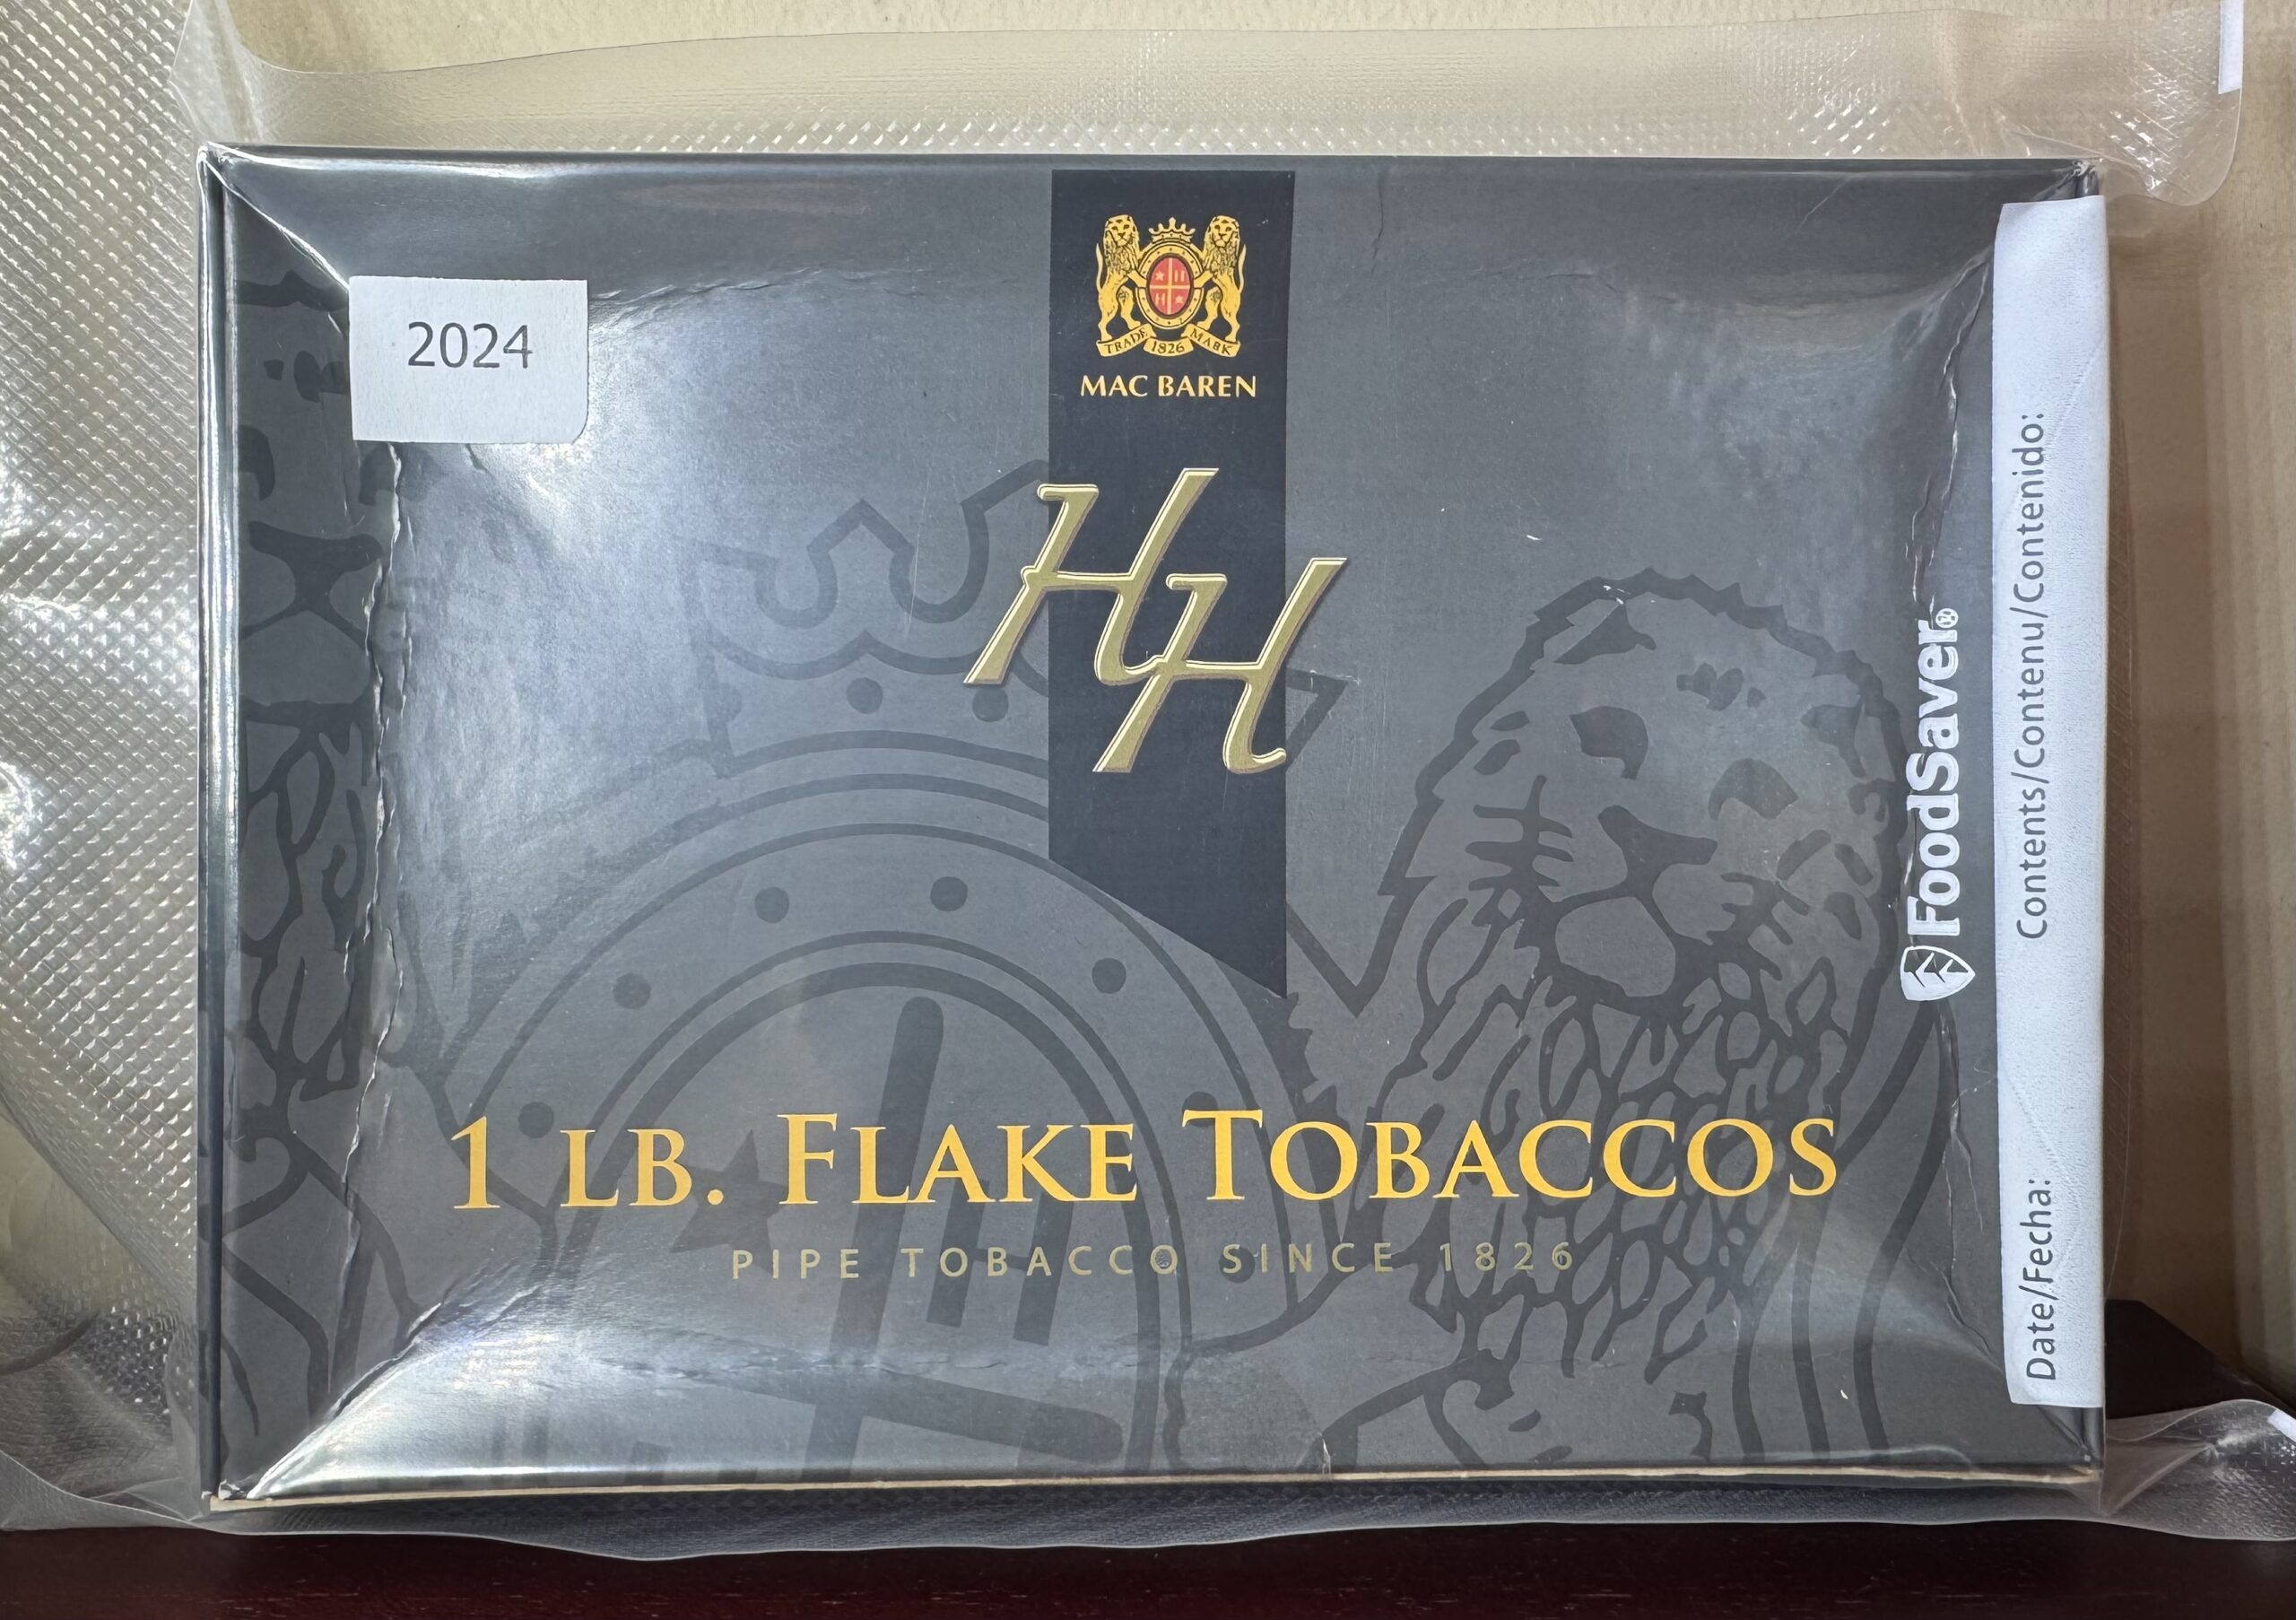 2024
TRADE 1826 MARK
MAC BAREN
HH
1 LB. FLAKE TOBACCOS
PIPE TOBACCO SINCE 1826
FoodSaver®
Contents/Contenu/Contenido:
Date/Fecha: